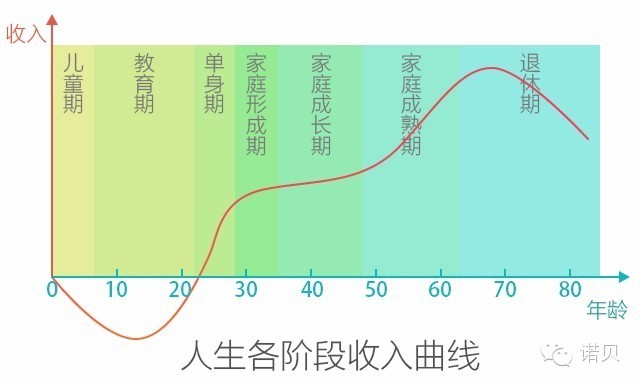 收入
儿童期
教育期
单身期
家庭形成期
家庭成长期
家庭成熟期
退休期
0 10 20 30 40 50 60 70 80
年龄
人生各阶段收入曲线
诺贝